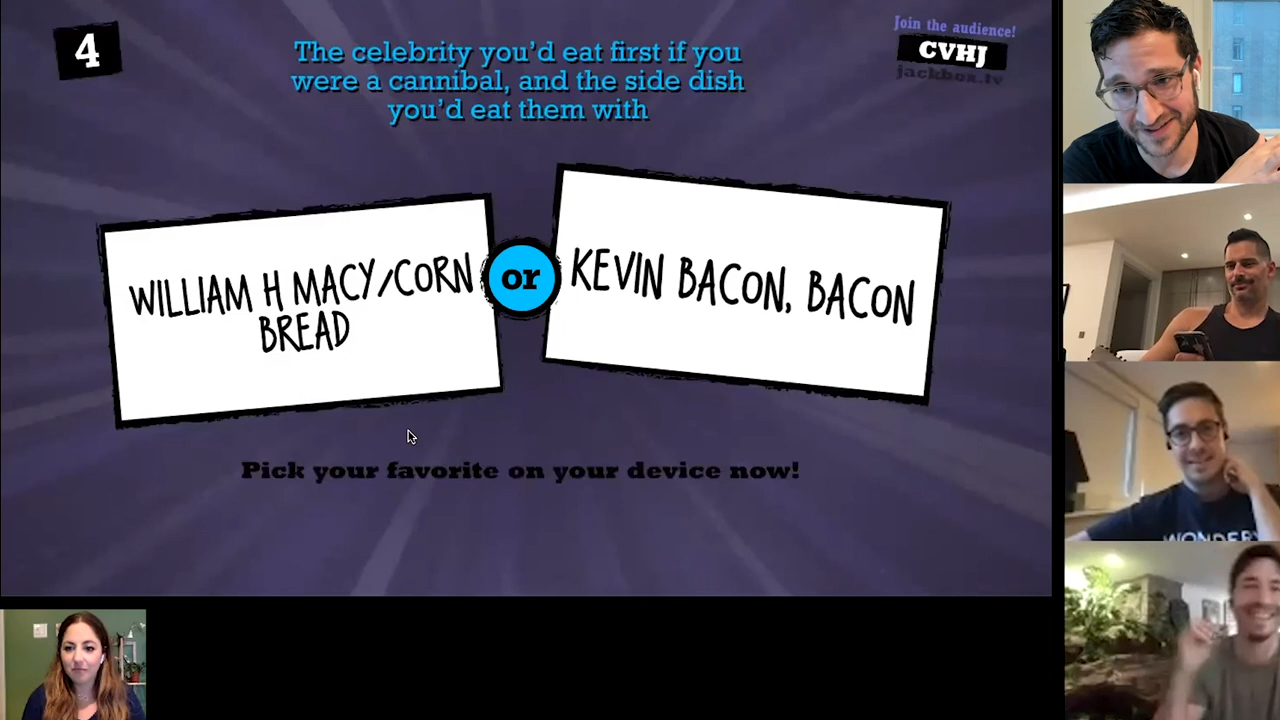 4
The celebrity you'd eat first if you
were a cannibal, and the side dish
you'd eat them with
Join the audience!
CVHJ
jackbox.tv
WILLIAM H MACY/CORN
BREAD
or
KEVIN BACON, BACON
Pick your favorite on your device now!
WONDERY